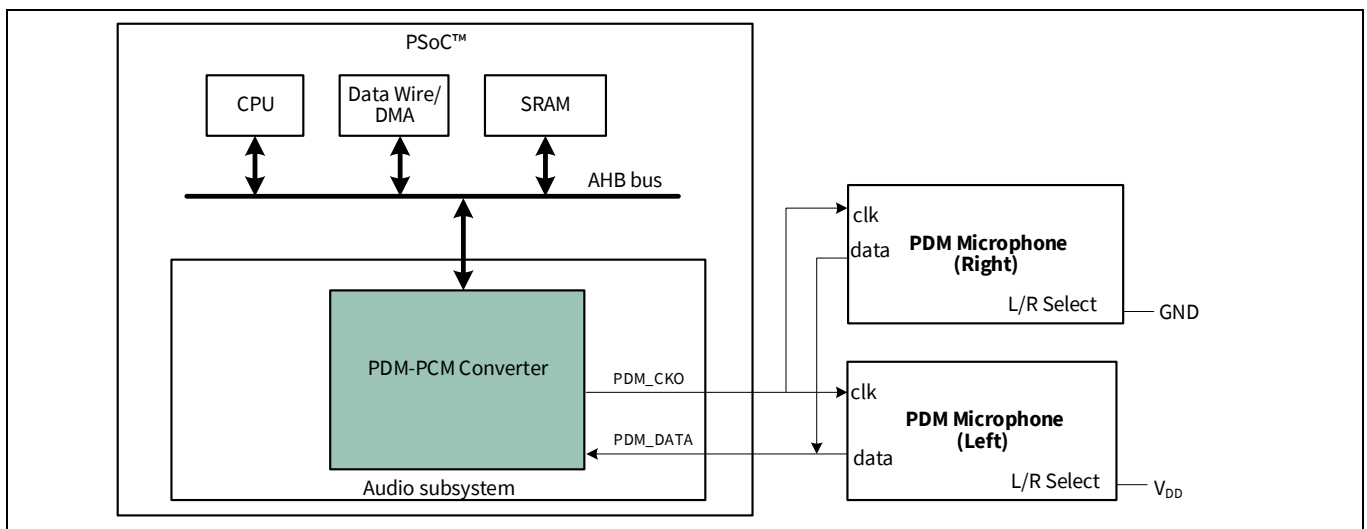 PSoC™
CPU
Data Wire/
DMA
SRAM
AHB bus
PDM-PCM Converter
Audio subsystem
PDM_CKO
PDM_DATA
clk
data
PDM Microphone
(Right)
L/R Select
GND
clk
PDM Microphone
(Left)
data
L/R Select
VDD